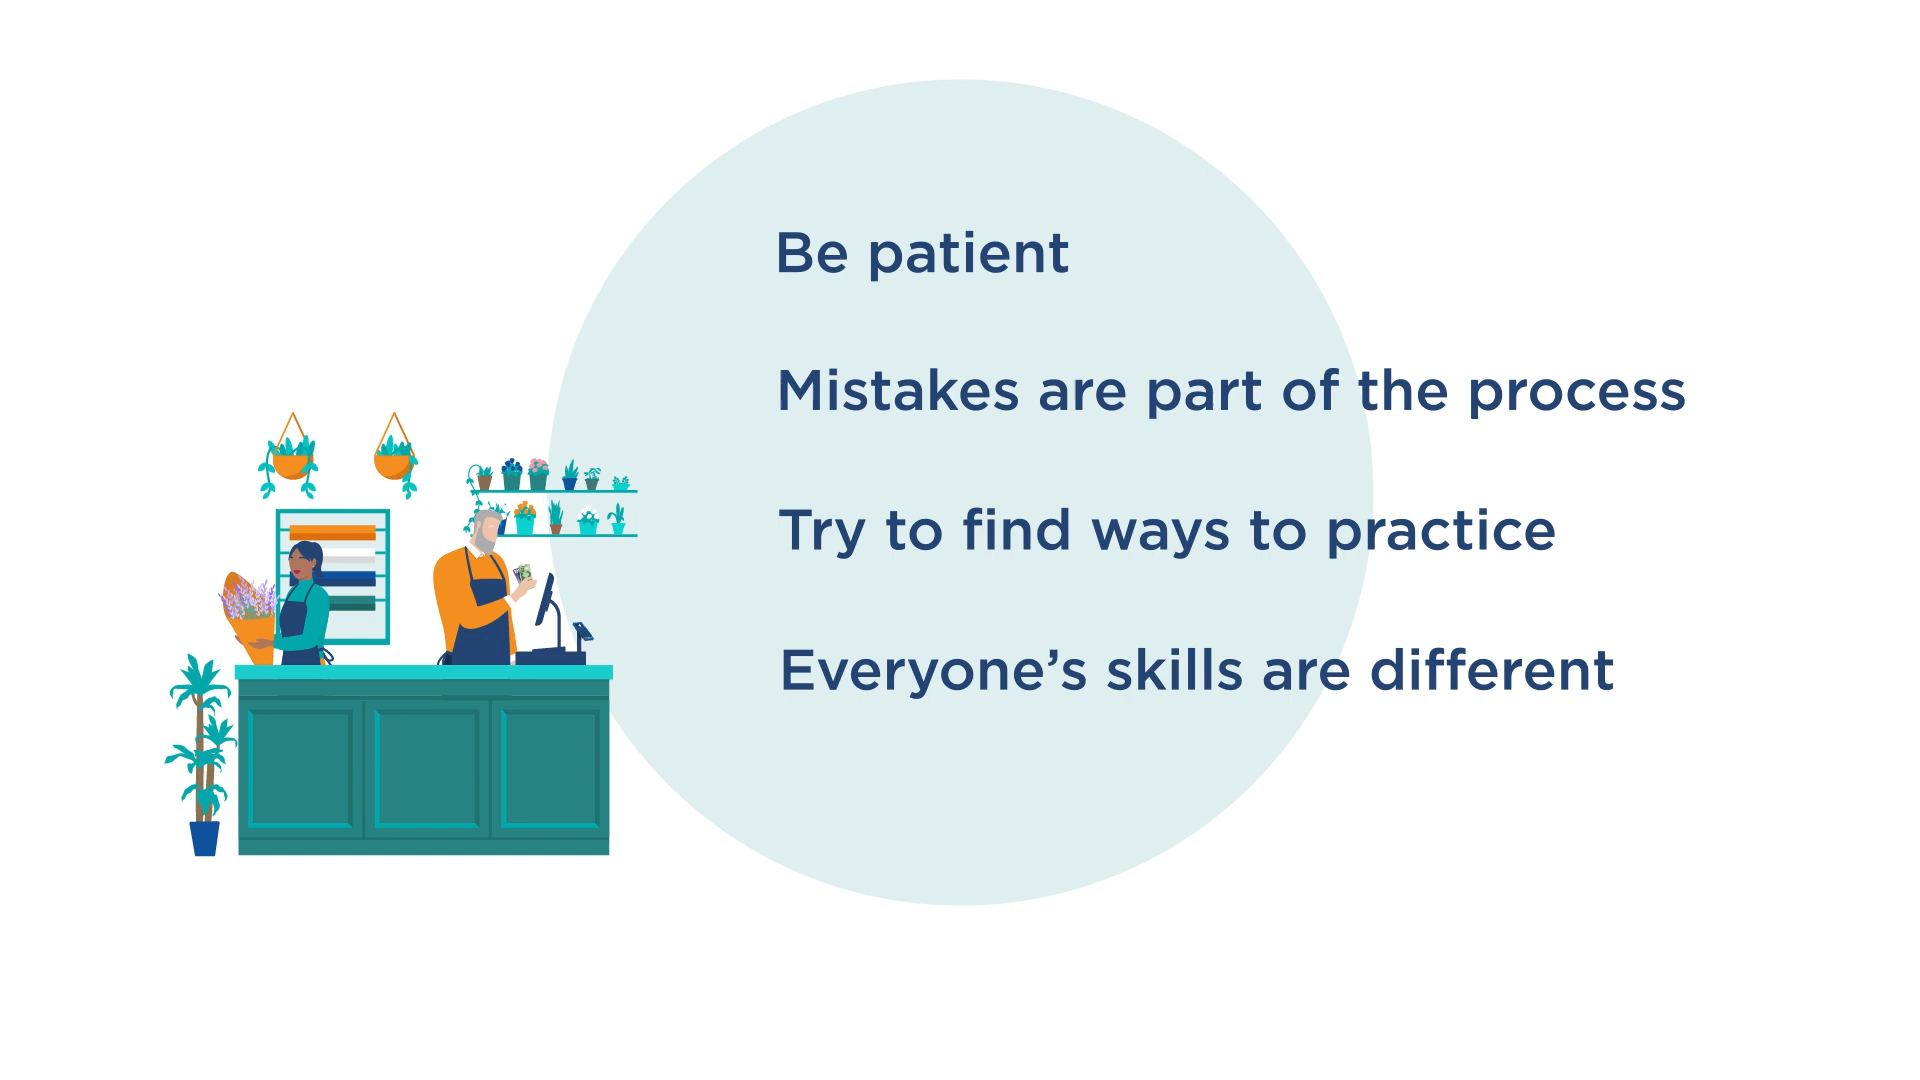 Be patient
Mistakes are part of the process
Try to find ways to practice
Everyone’s skills are different